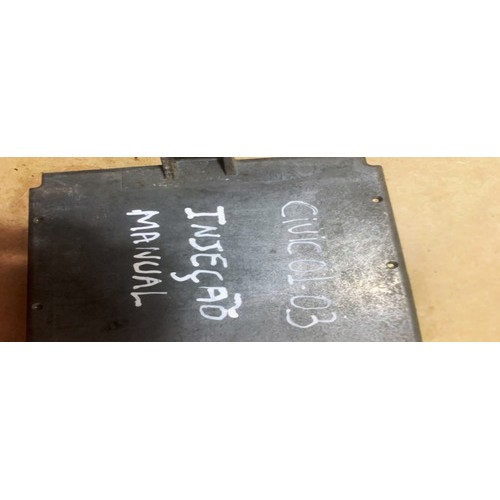 CIVIC 01-03
INJEÇÃO
MANUAL